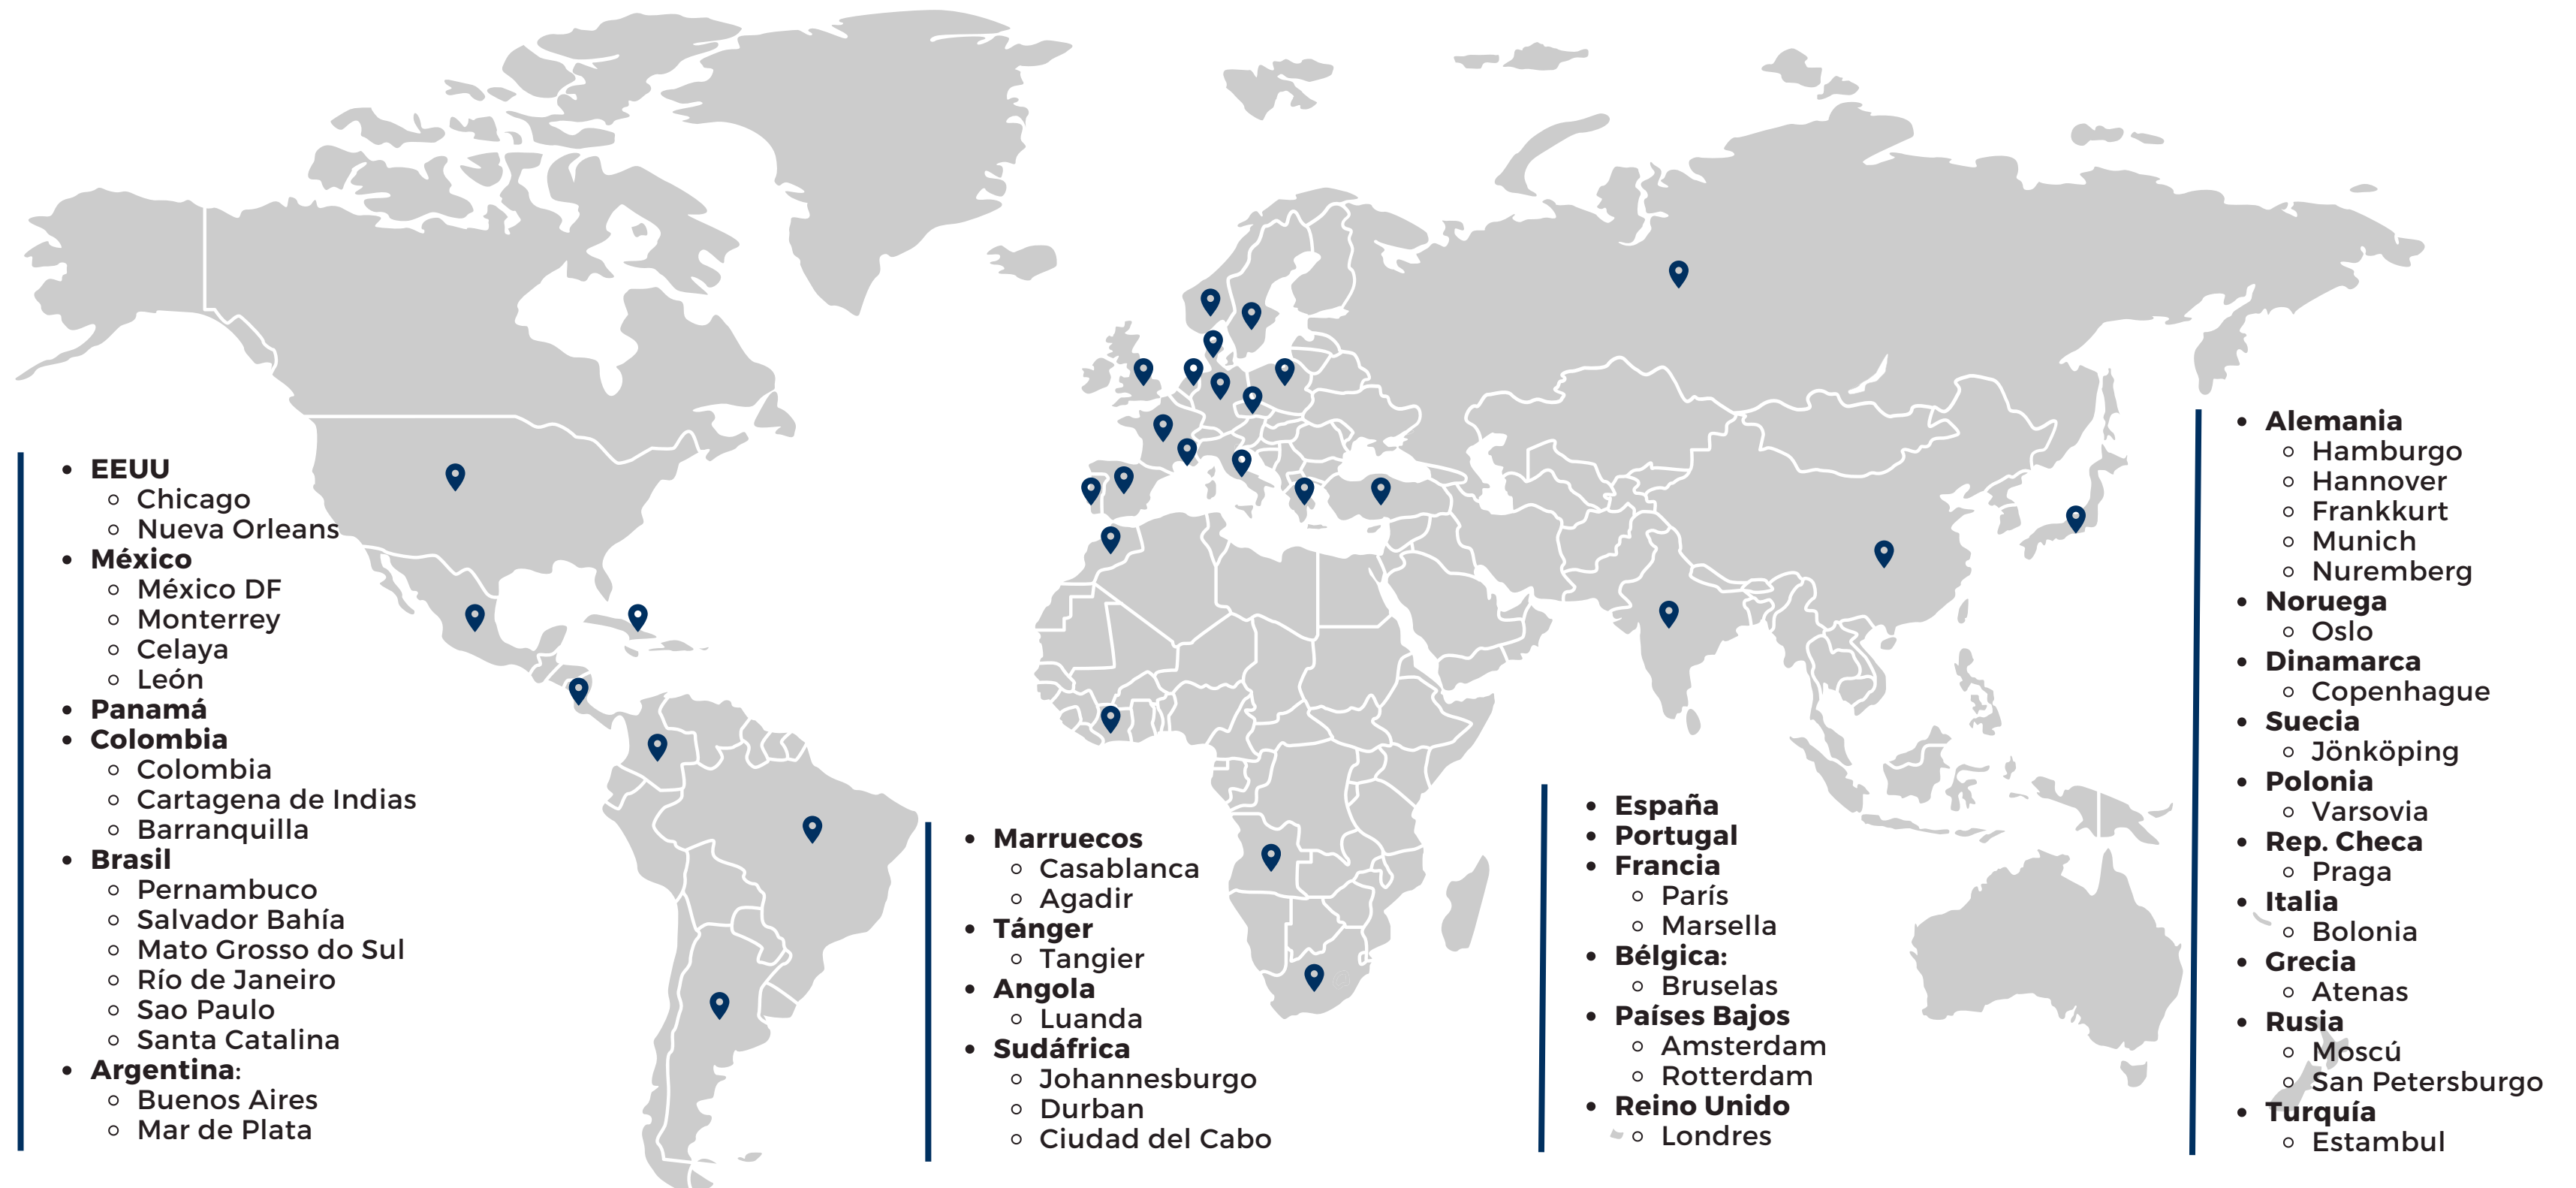 EEUU
Chicago
Nueva Orleans
México
México DF
Monterrey
Celaya
León
Panamá
Colombia
Colombia
Cartagena de Indias
Barranquilla
Brasil
Pernambuco
Salvador Bahía
Mato Grosso do Sul
Río de Janeiro
Sao Paulo
Santa Catalina
Argentina:
Buenos Aires
Mar de Plata
Marruecos
Casablanca
Agadir
Tánger
Tangier
Angola
Luanda
Sudáfrica
Johannesburgo
Durban
Ciudad del Cabo
España
Portugal
Francia
París
Marsella
Bélgica:
Bruselas
Países Bajos
Amsterdam
Rotterdam
Reino Unido
Londres
Alemania
Hamburgo
Hannover
Frankkurt
Munich
Nuremberg
Noruega
Oslo
Dinamarca
Copenhague
Suecia
Jönköping
Polonia
Varsovia
Rep. Checa
Praga
Italia
Bolonia
Grecia
Atenas
Rusia
Moscú
San Petersburgo
Turquía
Estambul